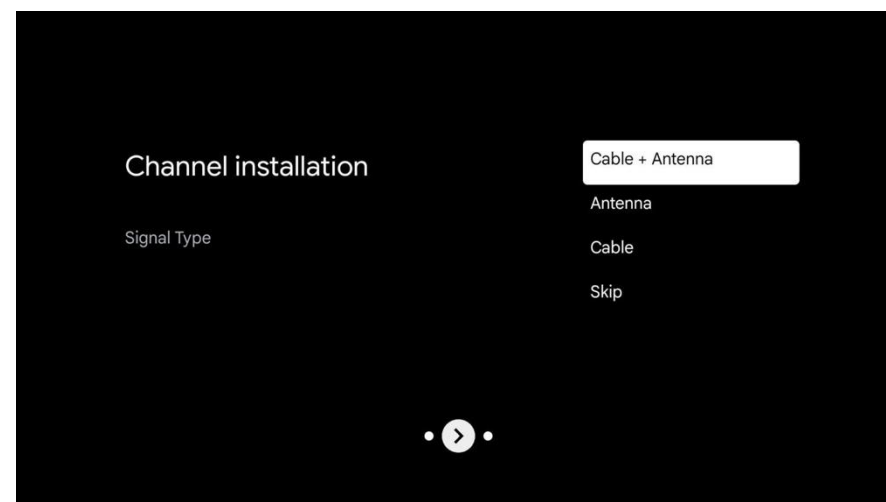 Channel installation
Signal Type
Cable + Antenna
Antenna
Cable
Skip